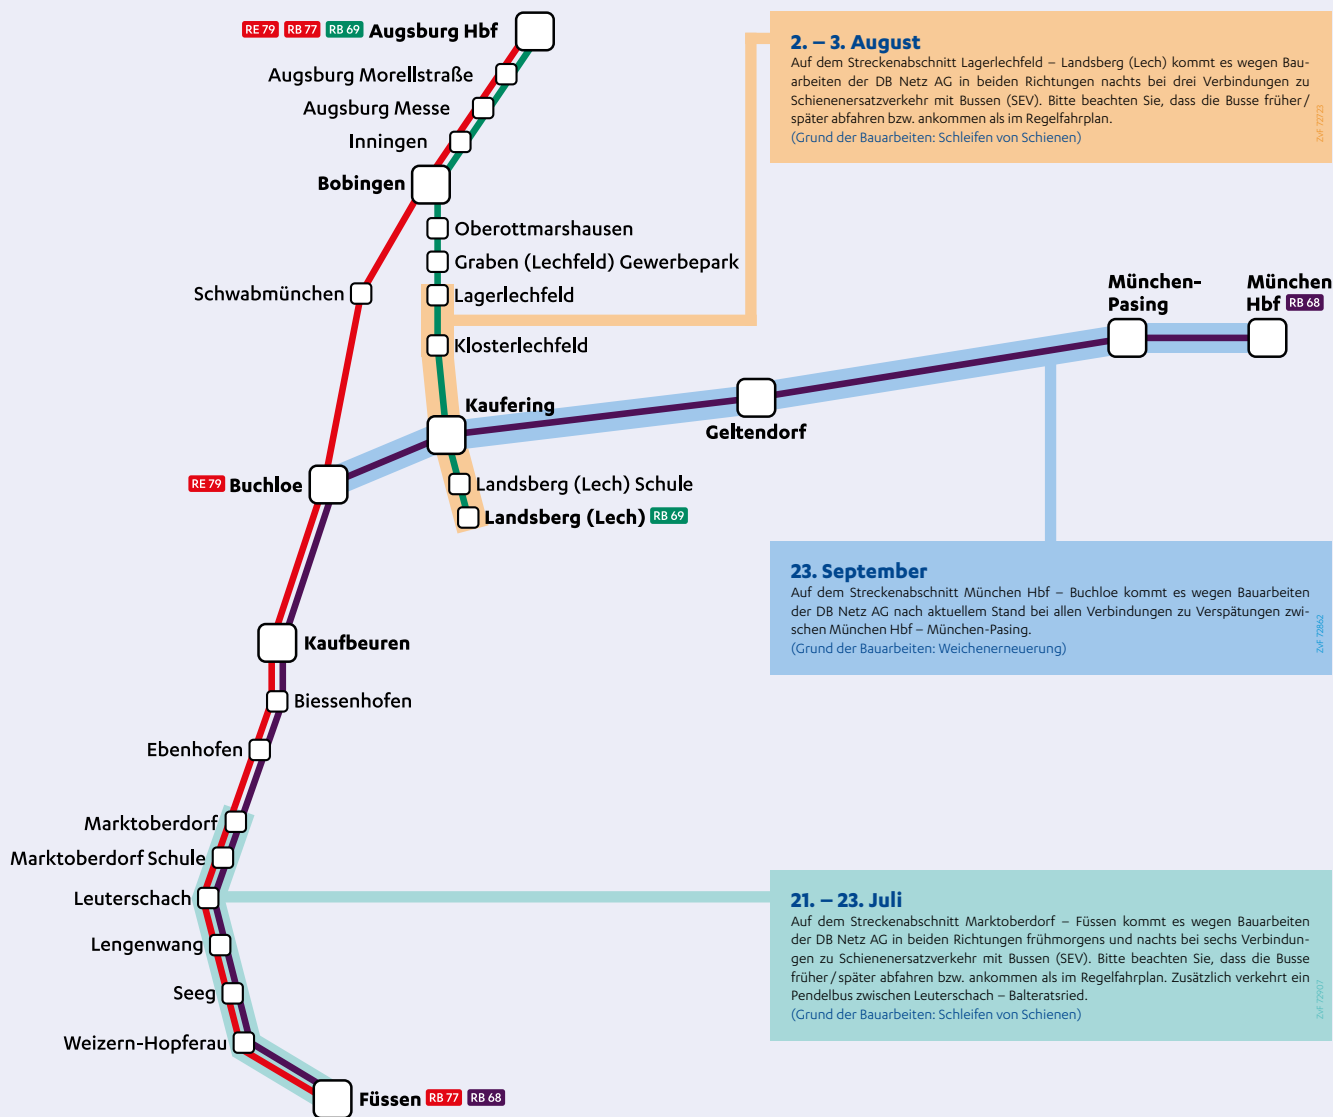 RE 79 RB 77 RB 69 Augsburg Hbf
Augsburg Morellstraße
Augsburg Messe
Inningen
Bobingen
Oberottmarshausen
Graben (Lechfeld) Gewerbepark
Schwabmünchen
Lagerlechfeld
Klosterlechfeld
Kaufering
Geltendorf
München-
Pasing
München
Hbf RB 68
RE 79 Buchloe
Landsberg (Lech) Schule
Landsberg (Lech) RB 69
Kaufbeuren
Biessenhofen
Ebenhofen
Marktoberdorf
Marktoberdorf Schule
Leuterschach
Lengenwang
Seeg
Weizern-Hopferau
Füssen RB 77 RB 68
2. – 3. August
Auf dem Streckenabschnitt Lagerlechfeld – Landsberg (Lech) kommt es wegen Bau-
arbeiten der DB Netz AG in beiden Richtungen nachts bei drei Verbindungen zu
Schienenersatzverkehr mit Bussen (SEV). Bitte beachten Sie, dass die Busse früher/
später abfahren bzw. ankommen als im Regelfahrplan.
(Grund der Bauarbeiten: Schleifen von Schienen)
ZvF 72723
23. September
Auf dem Streckenabschnitt München Hbf – Buchloe kommt es wegen Bauarbeiten
der DB Netz AG nach aktuellem Stand bei allen Verbindungen zu Verspätungen zwi-
schen München Hbf – München-Pasing.
(Grund der Bauarbeiten: Weichenerneuerung)
ZvF 72862
21. – 23. Juli
Auf dem Streckenabschnitt Marktoberdorf – Füssen kommt es wegen Bauarbeiten
der DB Netz AG in beiden Richtungen frühmorgens und nachts bei sechs Verbindun-
gen zu Schienenersatzverkehr mit Bussen (SEV). Bitte beachten Sie, dass die Busse
früher/später abfahren bzw. ankommen als im Regelfahrplan. Zusätzlich verkehrt ein
Pendelbus zwischen Leuterschach – Balteratsried.
(Grund der Bauarbeiten: Schleifen von Schienen)
ZvF 72907